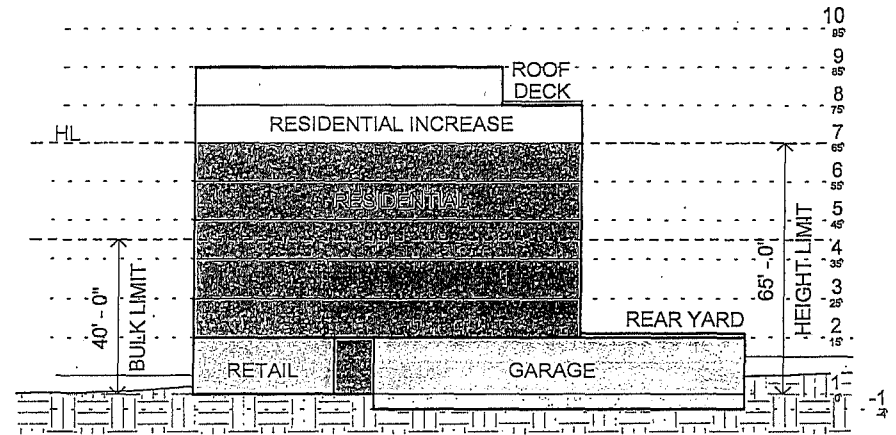 10
95'
9
85'
ROOF
DECK
8
75'
RESIDENTIAL INCREASE
HL
7
65'
6
55'
RESIDENTIAL
5
45'
4
35'
3
25'
40' - 0"
BULK LIMIT
65' - 0"
HEIGHT LIMIT
REAR YARD
2
15'
RETAIL
GARAGE
1
0'
-1